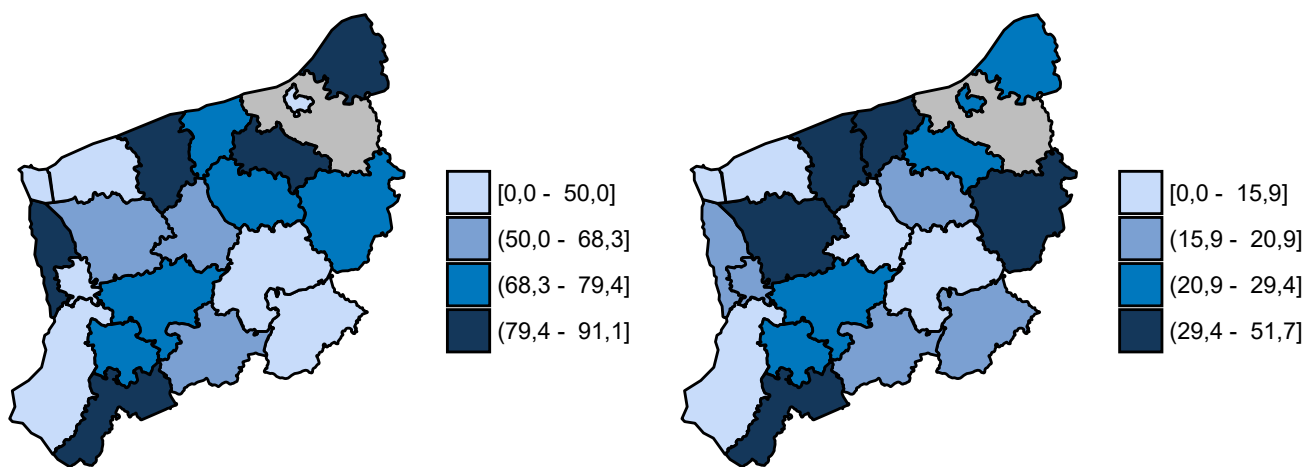 [0,0 - 50,0]
(50,0 - 68,3]
(68,3 - 79,4]
(79,4 - 91,1]
[0,0 - 15,9]
(15,9 - 20,9]
(20,9 - 29,4]
(29,4 - 51,7]